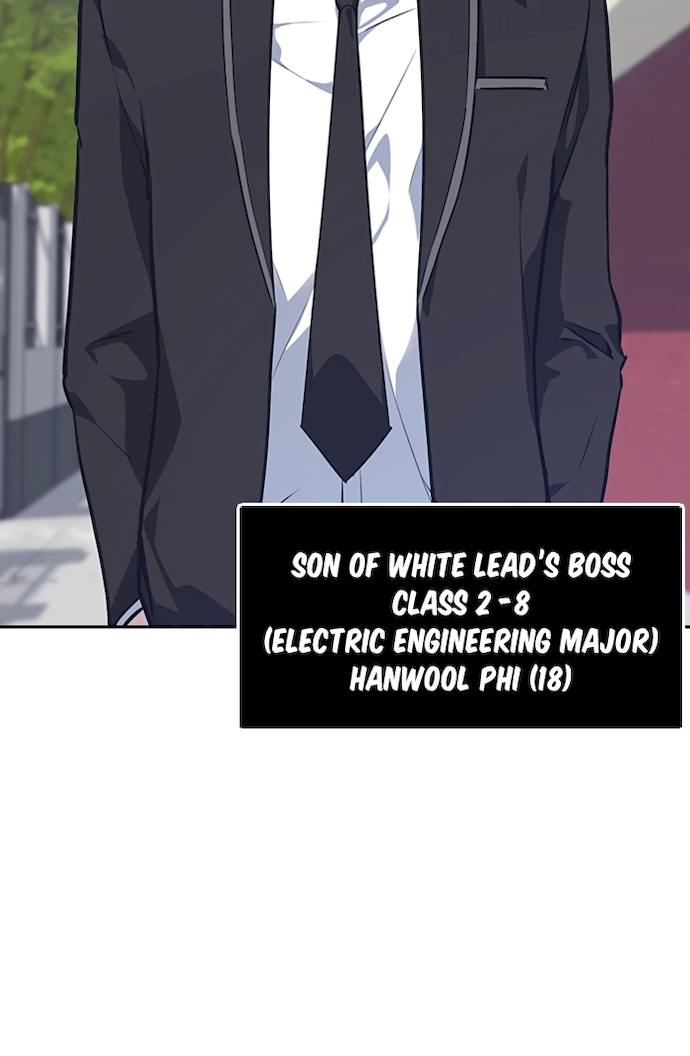 SON OF WHITE LEAD'S BOSS
CLASS 2-8
(ELECTRIC ENGINEERING MAJOR)
HANWOOL PHI (18)